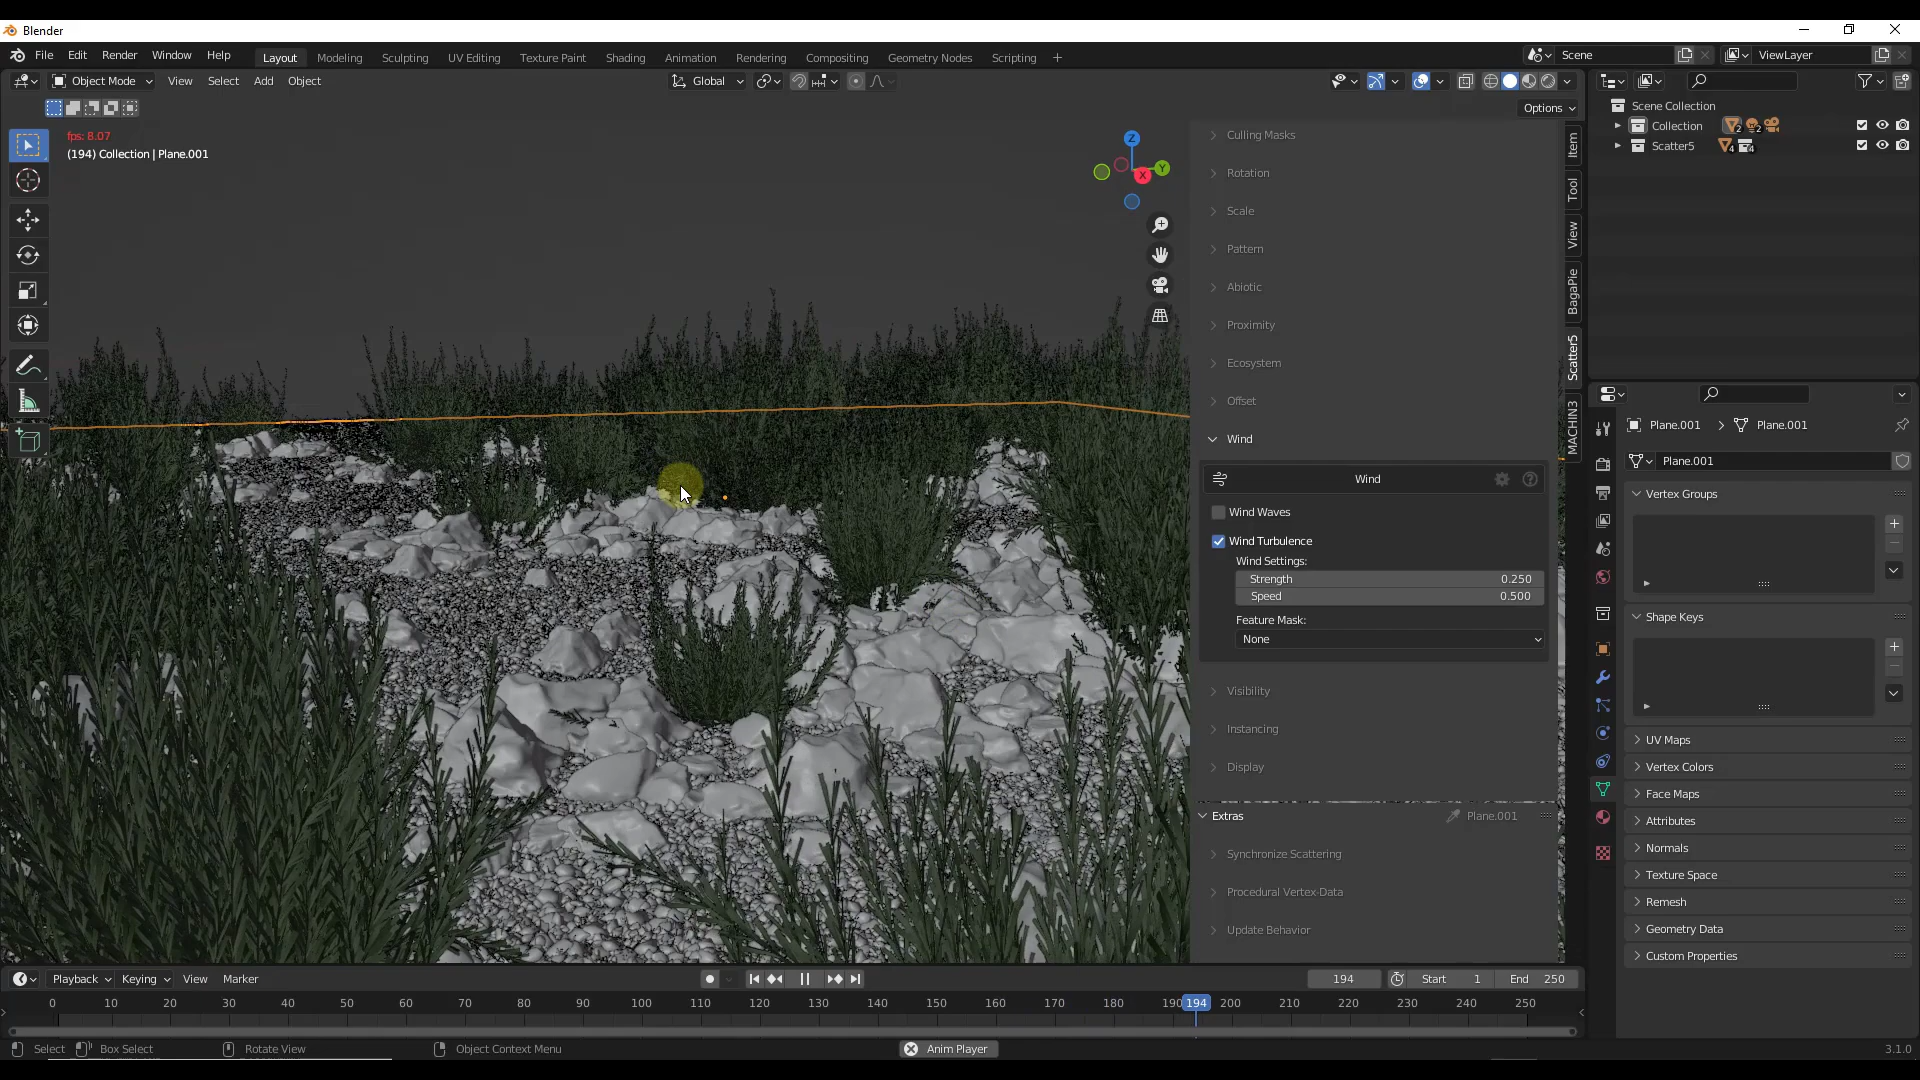 Blender
File Edit Render Window Help Layout Modeling Sculpting UV Editing Texture Paint Shading Animation Rendering Compositing Geometry Nodes Scripting + Scene ViewLayer
Object Mode View Select Add Object Global
Options
fps: 8.07
(194) Collection | Plane.001
Z
Y
X
Culling Masks
Rotation
Scale
Pattern
Abiotic
Proximity
Ecosystem
Offset
Wind
Wind
Wind Waves
Wind Turbulence
Wind Settings:
Strength 0.250
Speed 0.500
Feature Mask:
None
Visibility
Instancing
Display
Extras Plane.001
Synchronize Scattering
Procedural Vertex-Data
Update Behavior
Item
Tool
View
BagaPie
Scatter5
MACHIN3
Scene Collection
Collection 2 2
Scatter5 4 4
Plane.001 Plane.001
Plane.001
Vertex Groups
Shape Keys
UV Maps
Vertex Colors
Face Maps
Attributes
Normals
Texture Space
Remesh
Geometry Data
Custom Properties
Playback Keying View Marker 194 Start 1 End 250
0 10 20 30 40 50 60 70 80 90 100 110 120 130 140 150 160 170 180 190 194 200 210 220 230 240 250
Select Box Select Rotate View Object Context Menu Anim Player 3.1.0